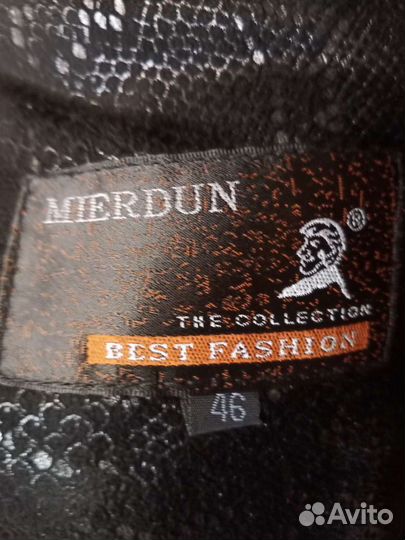 MIERDUN
®
THE COLLECTION
BEST FASHION
46
Avito